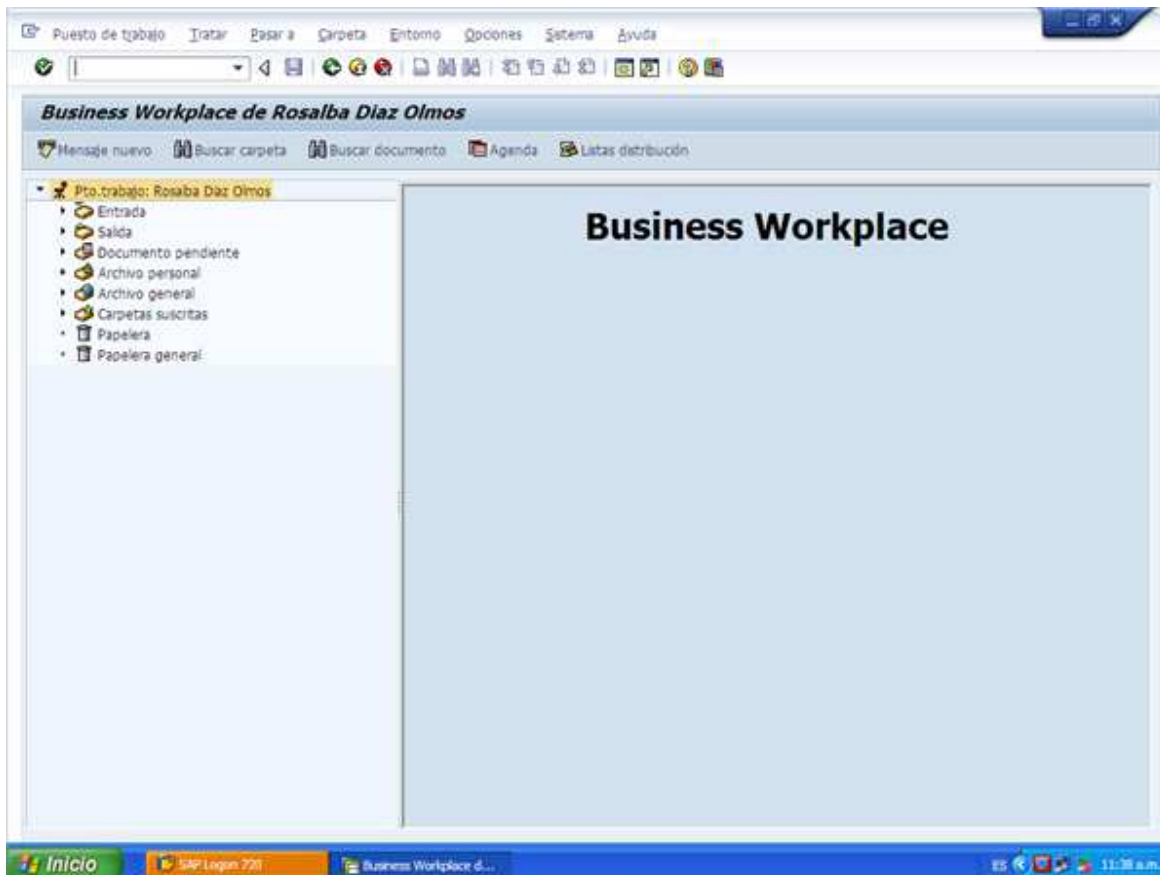 Puesto de trabajo Tratar Pasar a Carpeta Entorno Opciones Sistema Ayuda
Business Workplace de Rosalba Diaz Olmos
Mensaje nuevo Buscar carpeta Buscar documento Agenda Listas distribución
Pto.trabajo: Rosalba Diaz Olmos
Entrada
Salida
Documento pendiente
Archivo personal
Archivo general
Carpetas suscritas
Papelera
Papelera general
Business Workplace
Inicio SAP Logon 720 Business Workplace d... ES 11:38 a.m.